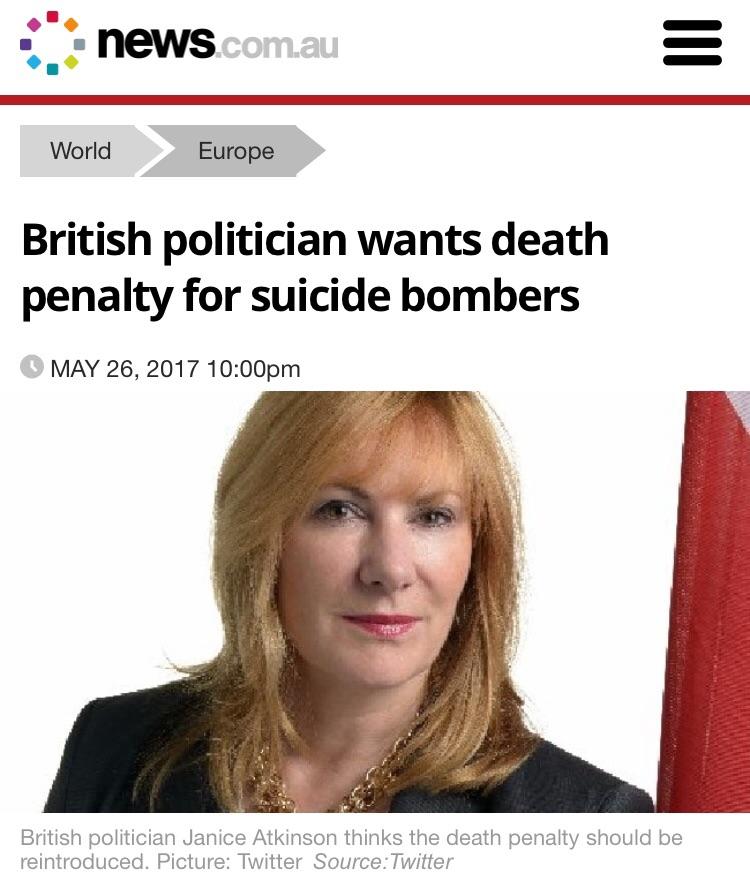 news.com.au
World Europe
British politician wants death
penalty for suicide bombers
MAY 26, 2017 10:00pm
British politician Janice Atkinson thinks the death penalty should be
reintroduced. Picture: Twitter Source:Twitter